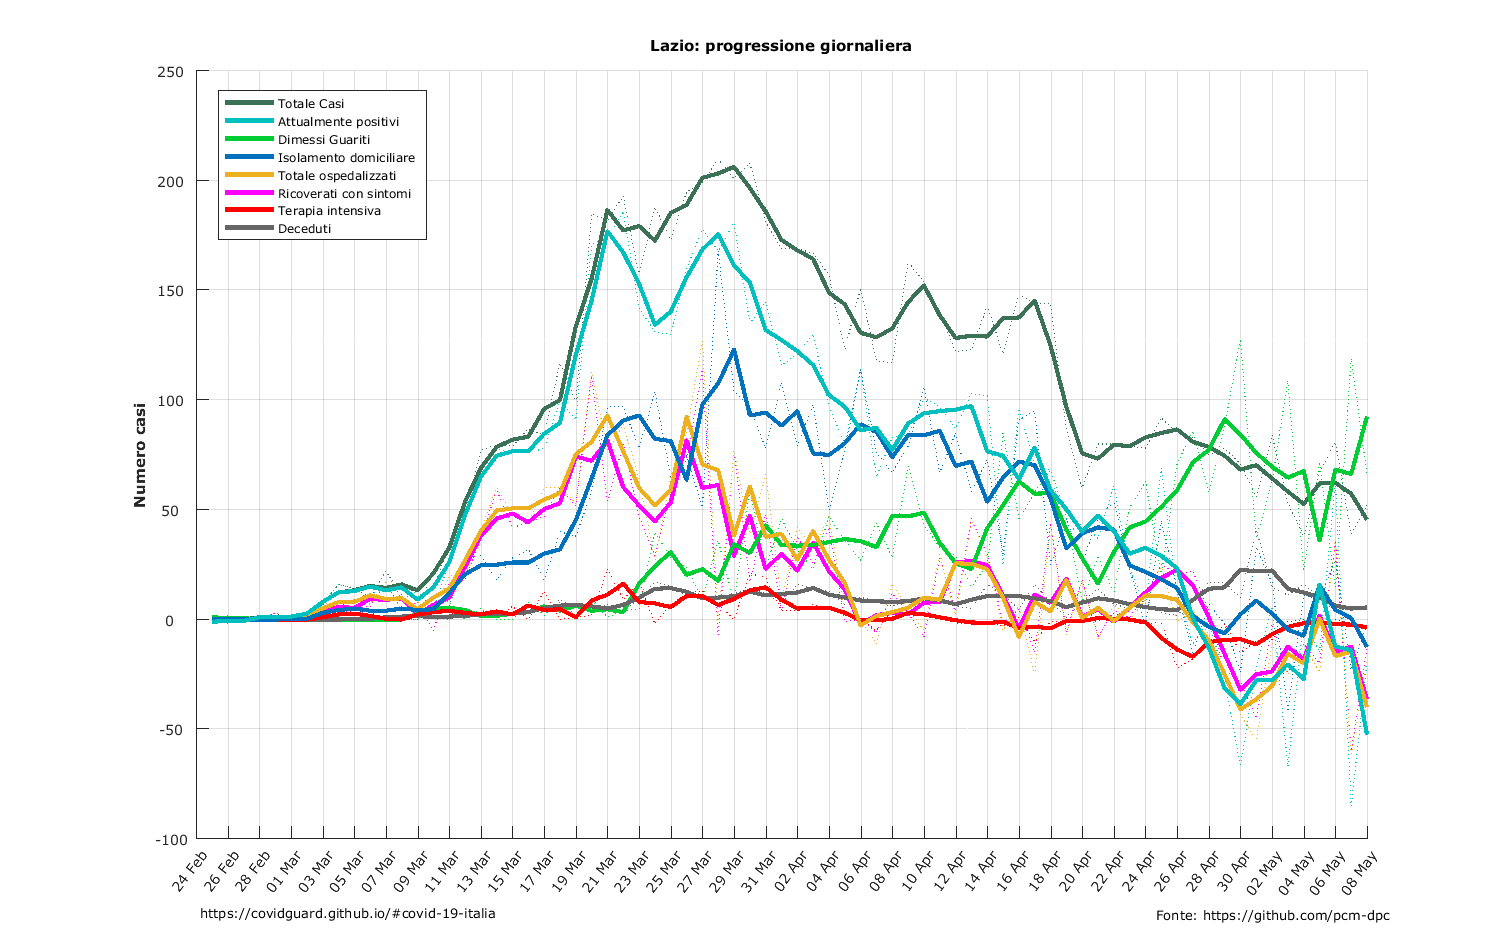 Lazio: progressione giornaliera
250
200
150
100
50
0
-50
-100
Numero casi
Totale Casi
Attualmente positivi
Dimessi Guariti
Isolamento domiciliare
Totale ospedalizzati
Ricoverati con sintomi
Terapia intensiva
Deceduti
24 Feb
26 Feb
28 Feb
01 Mar
03 Mar
05 Mar
07 Mar
09 Mar
11 Mar
13 Mar
15 Mar
17 Mar
19 Mar
21 Mar
23 Mar
25 Mar
27 Mar
29 Mar
31 Mar
02 Apr
04 Apr
06 Apr
08 Apr
10 Apr
12 Apr
14 Apr
16 Apr
18 Apr
20 Apr
22 Apr
24 Apr
26 Apr
28 Apr
30 Apr
02 May
04 May
06 May
08 May
https://covidguard.github.io/#covid-19-italia
Fonte: https://github.com/pcm-dpc